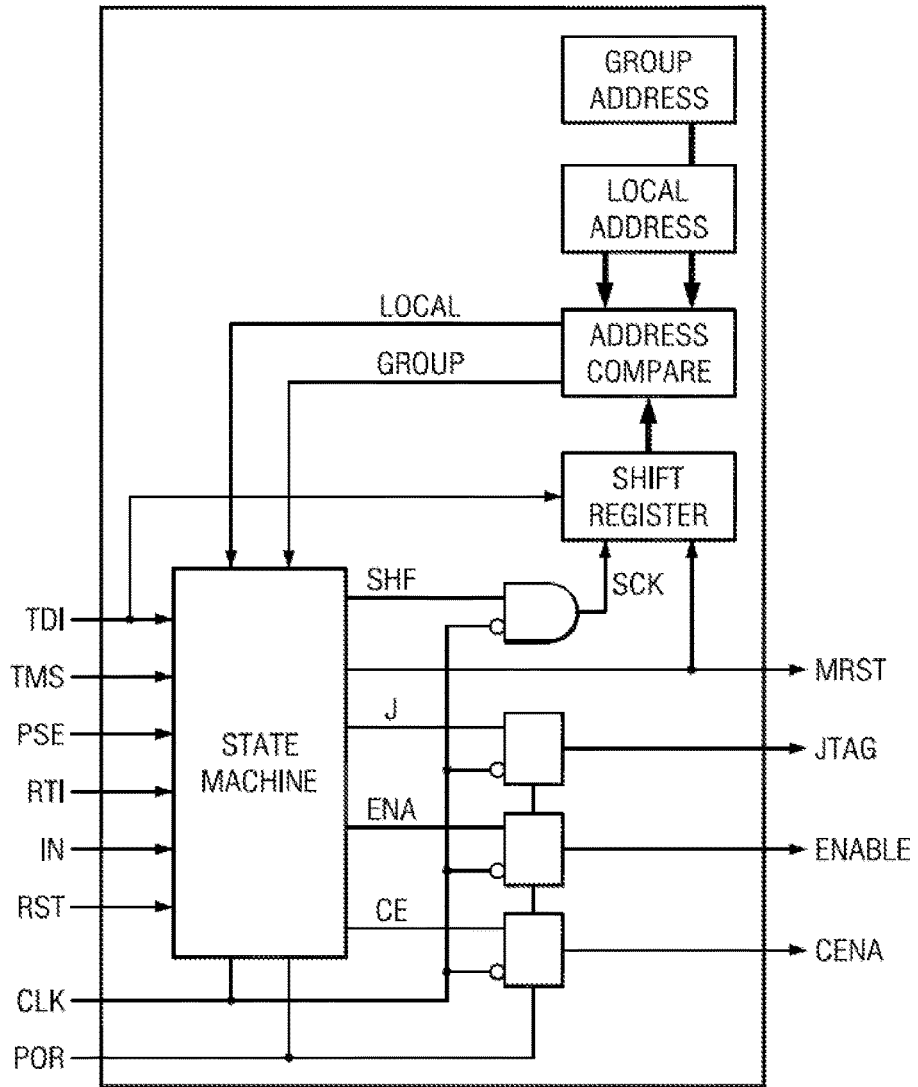 GROUP
ADDRESS
LOCAL
ADDRESS
LOCAL
ADDRESS
COMPARE
GROUP
SHIFT
REGISTER
SHF
SCK
TDI
TMS
MRST
J
PSE
STATE
MACHINE
JTAG
RTI
ENA
IN
ENABLE
RST
CE
CENA
CLK
POR